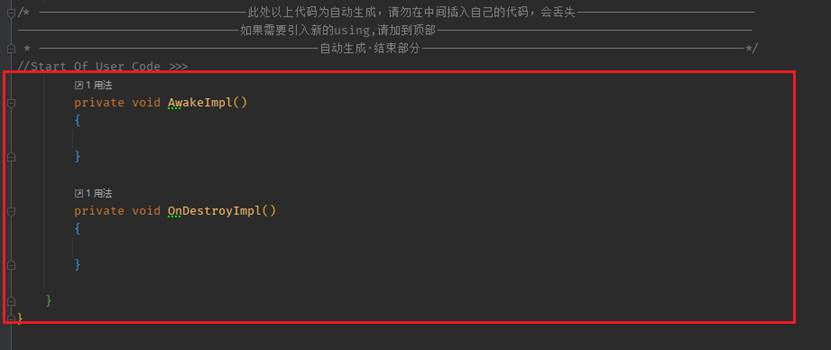 /* ————————————————此处以上代码为自动生成，请勿在中间插入自己的代码，会丢失————————————————
————————————————如果需要引入新的using,请加到顶部————————————————
* ————————————————自动生成-结束部分————————————————*/
//Start Of User Code >>>
1 用法
private void AwakeImpl()
{
}
1 用法
private void OnDestroyImpl()
{
}
}
}